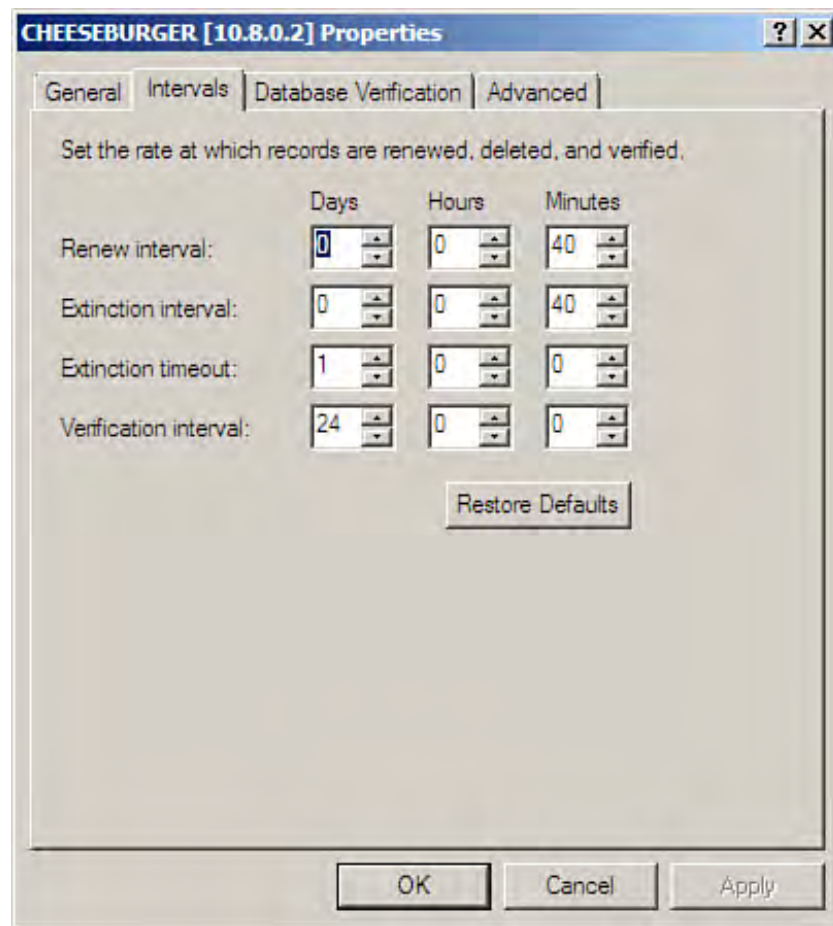 CHEESEBURGER [10.8.0.2] Properties
General Intervals Database Verification Advanced
Set the rate at which records are renewed, deleted, and verified.
Days Hours Minutes
Renew interval: 0 0 40
Extinction interval: 0 0 40
Extinction timeout: 1 0 0
Verification interval: 24 0 0
Restore Defaults
OK Cancel Apply